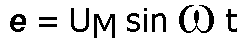 e = UM sin ω t